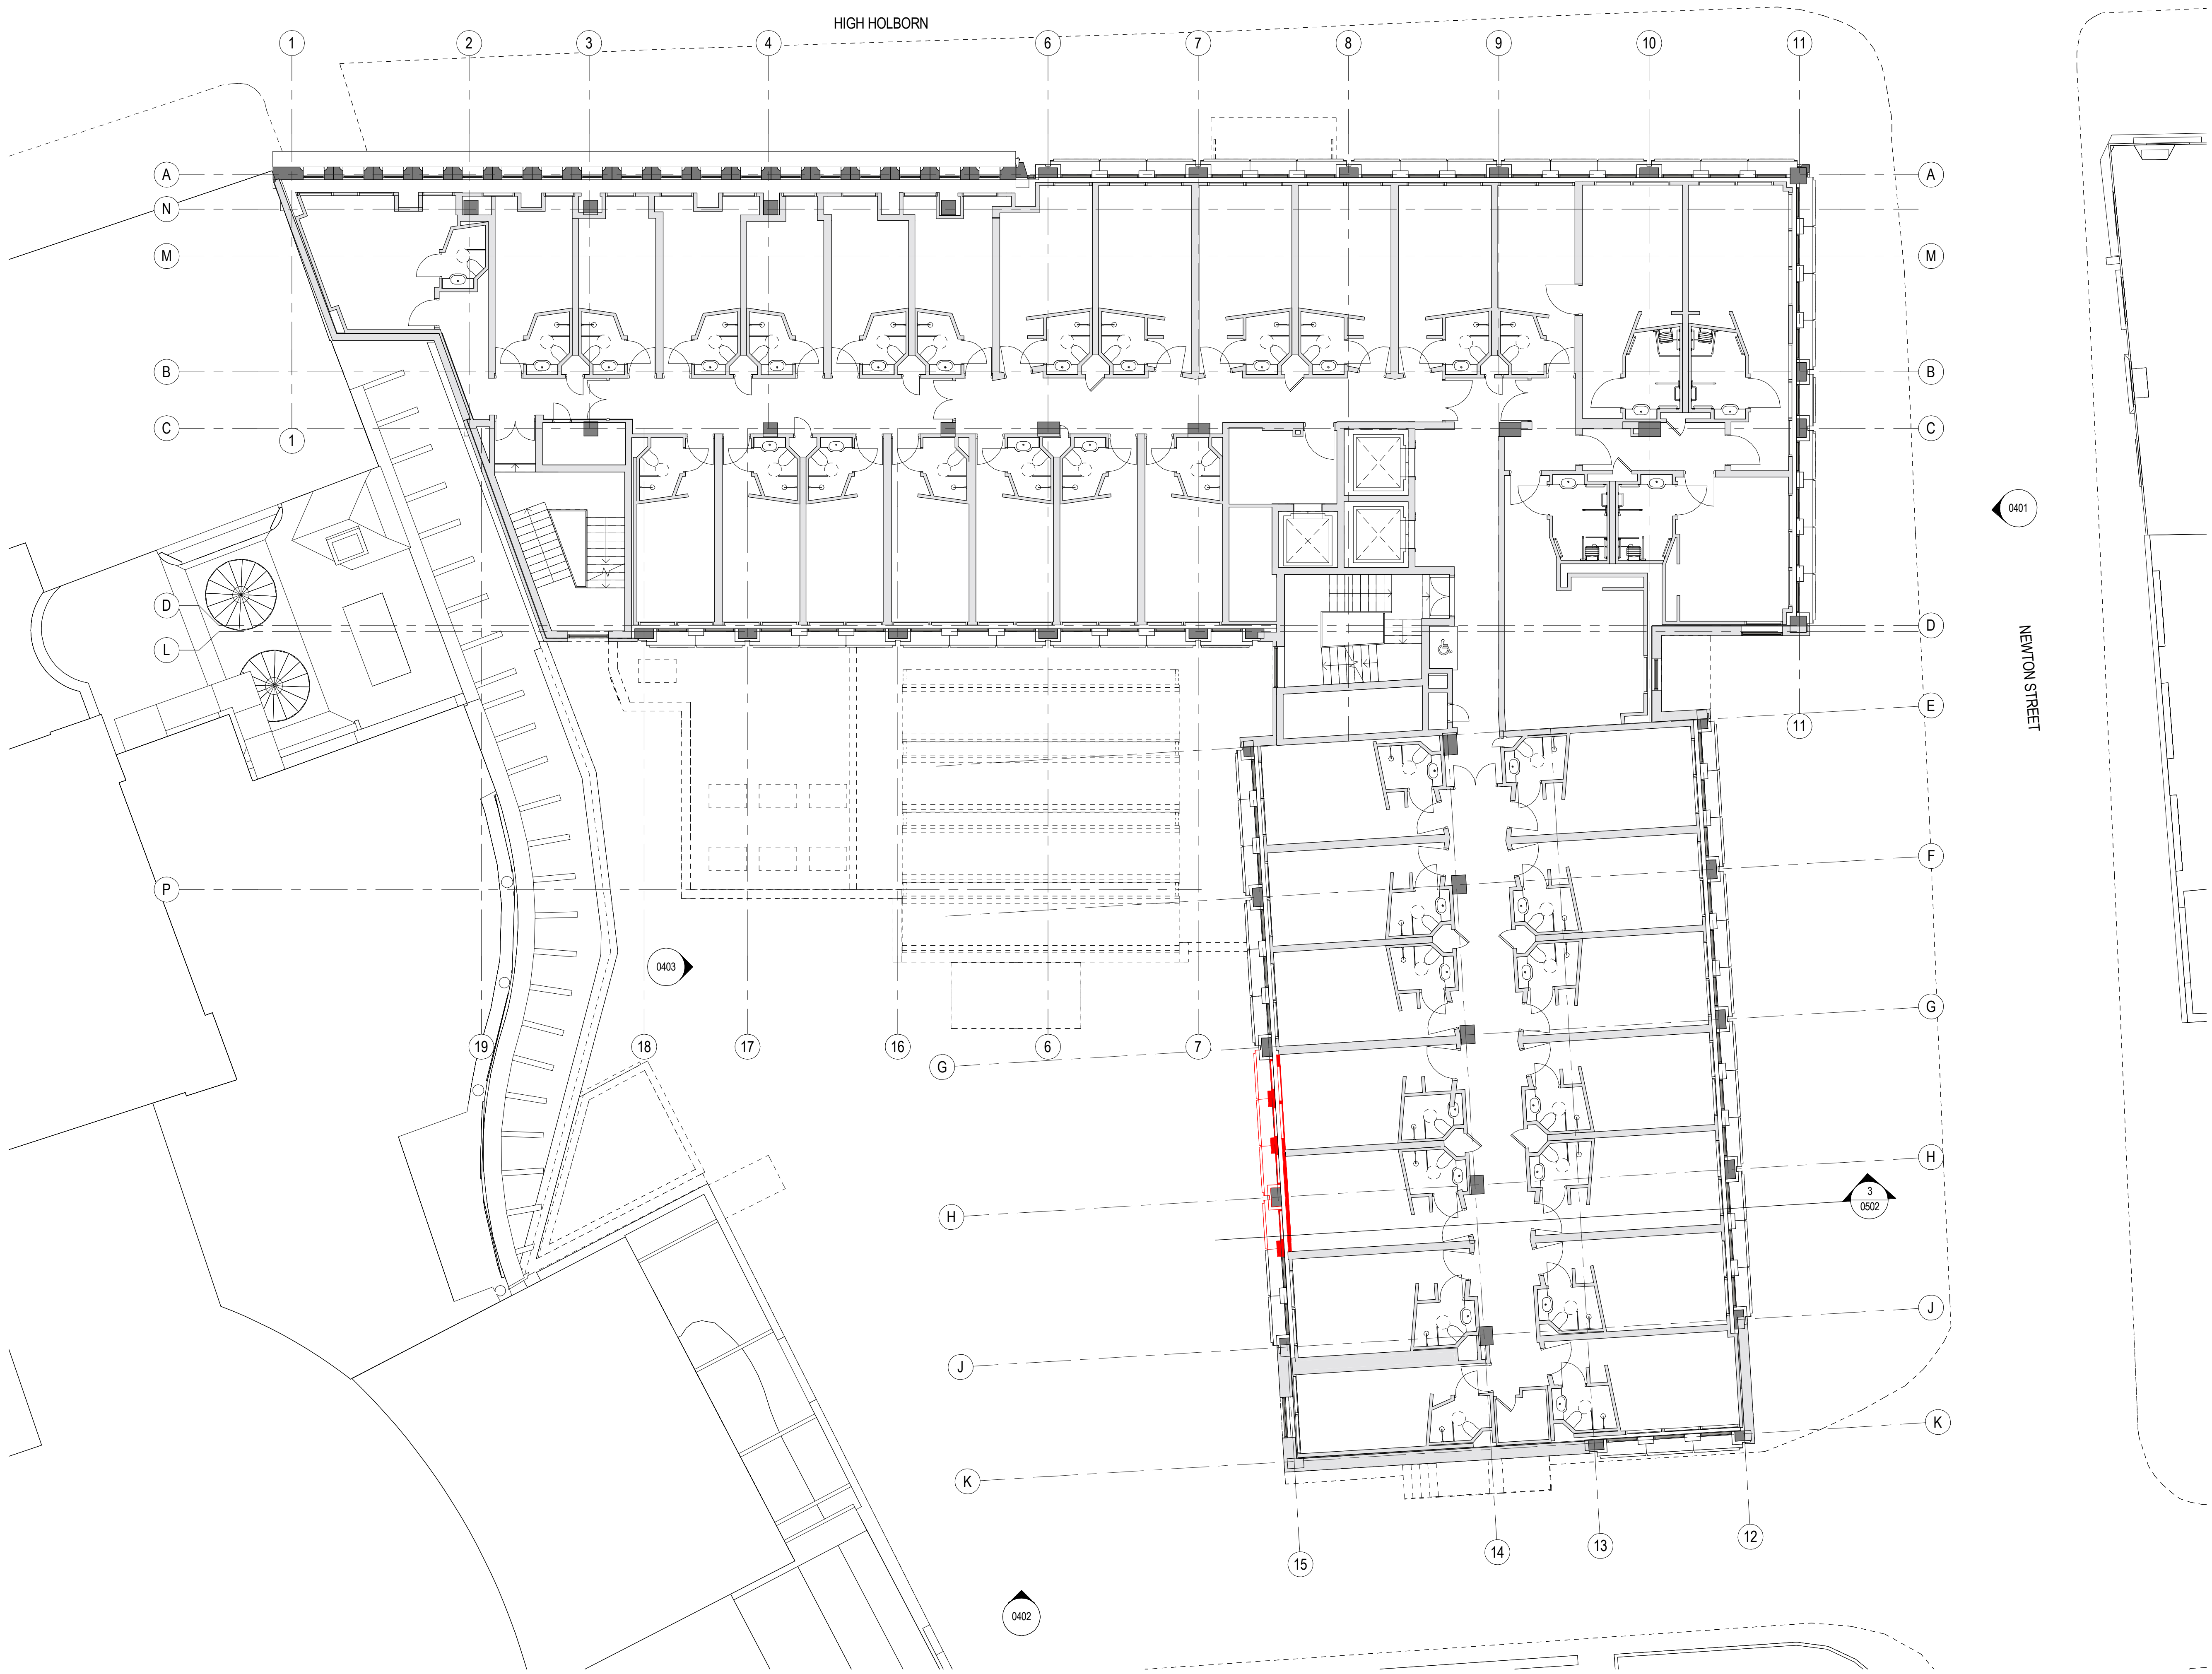 HIGH HOLBORN
1 2 3 4 6 7 8 9 10 11
A A
N
M M
B B
C C
1
0401
D D
L
NEWTON STREET
E
11
F
P
0403
G
19 18 17 16 6 7
G
H
3
0502
H
J
J
K
K
12
13
14
15
0402